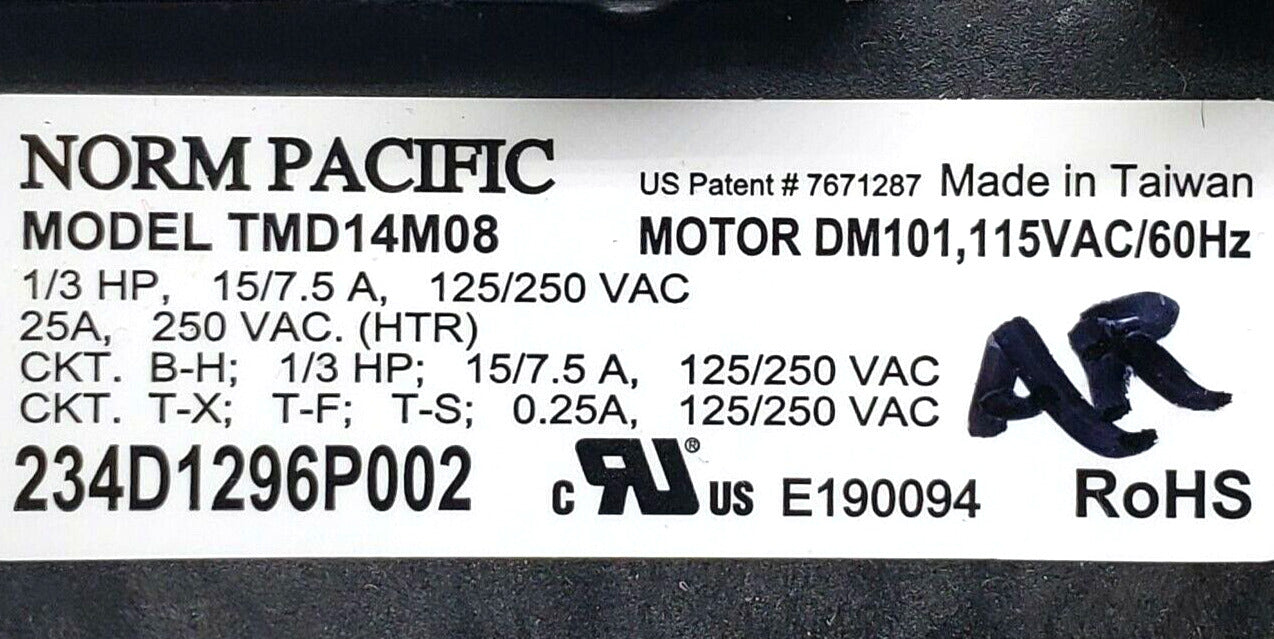 NORM PACIFIC
US Patent # 7671287 Made in Taiwan
MODEL TMD14M08 MOTOR DM101,115VAC/60Hz
1/3 HP, 15/7.5 A, 125/250 VAC
25A, 250 VAC. (HTR)
CKT. B-H; 1/3 HP; 15/7.5 A, 125/250 VAC
CKT. T-X; T-F; T-S; 0.25A, 125/250 VAC
AR
234D1296P002 c RU® US E190094 RoHS